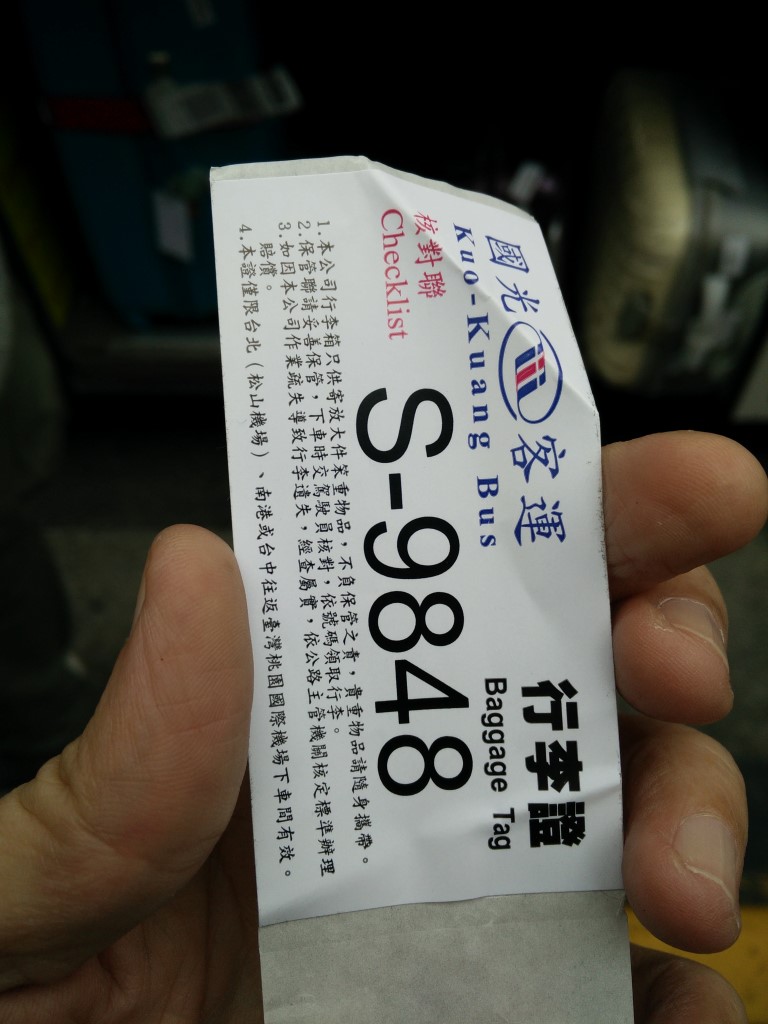 國光客運
Kuo-Kuang Bus
行李證
Baggage Tag
核對聯
Checklist
S-9848
1.本公司行李箱只供寄放大件笨重物品，不負保管之責，貴重物品請隨身攜帶。
2.保管聯請妥善保管，下車時交駕駛員核對，依號碼領取行李。
3.如因本公司作業疏失導致行李遺失，經查屬實，依公路主管機關核定標準辦理
賠償。
4.本證僅限台北（松山機場）、南港或台中往返臺灣桃園國際機場下車間有效。